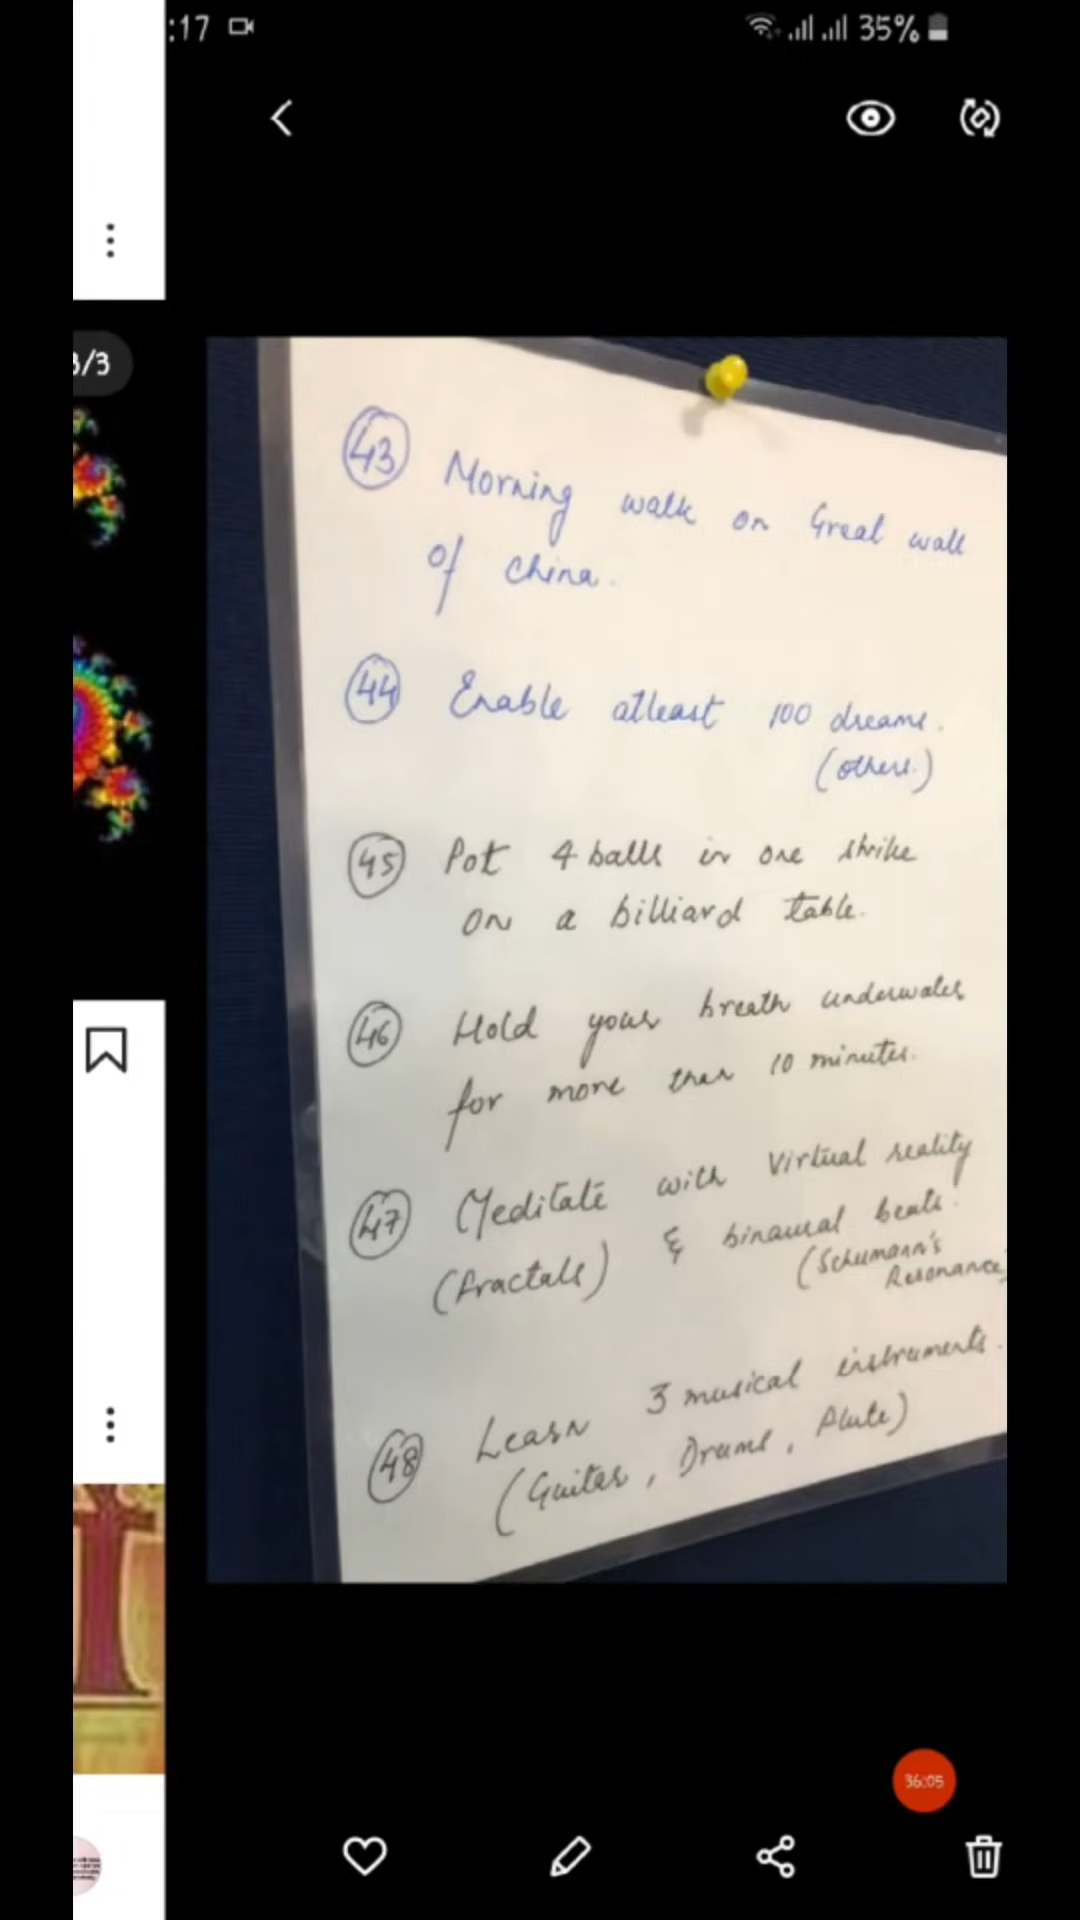 :17
35%
3/3
43 Morning walk on Great wall
of China.
44 Enable atleast 100 dreams.
(others.)
45 Pot 4 balls in one strike
on a billiard table.
46 Hold your breath underwater
for more than 10 minutes.
47 Meditate with Virtual reality
(fractals) & binaural beats.
(Schumann's
Resonance)
48 Learn 3 musical instruments.
(Guitar, Drums, Flute)
36:05